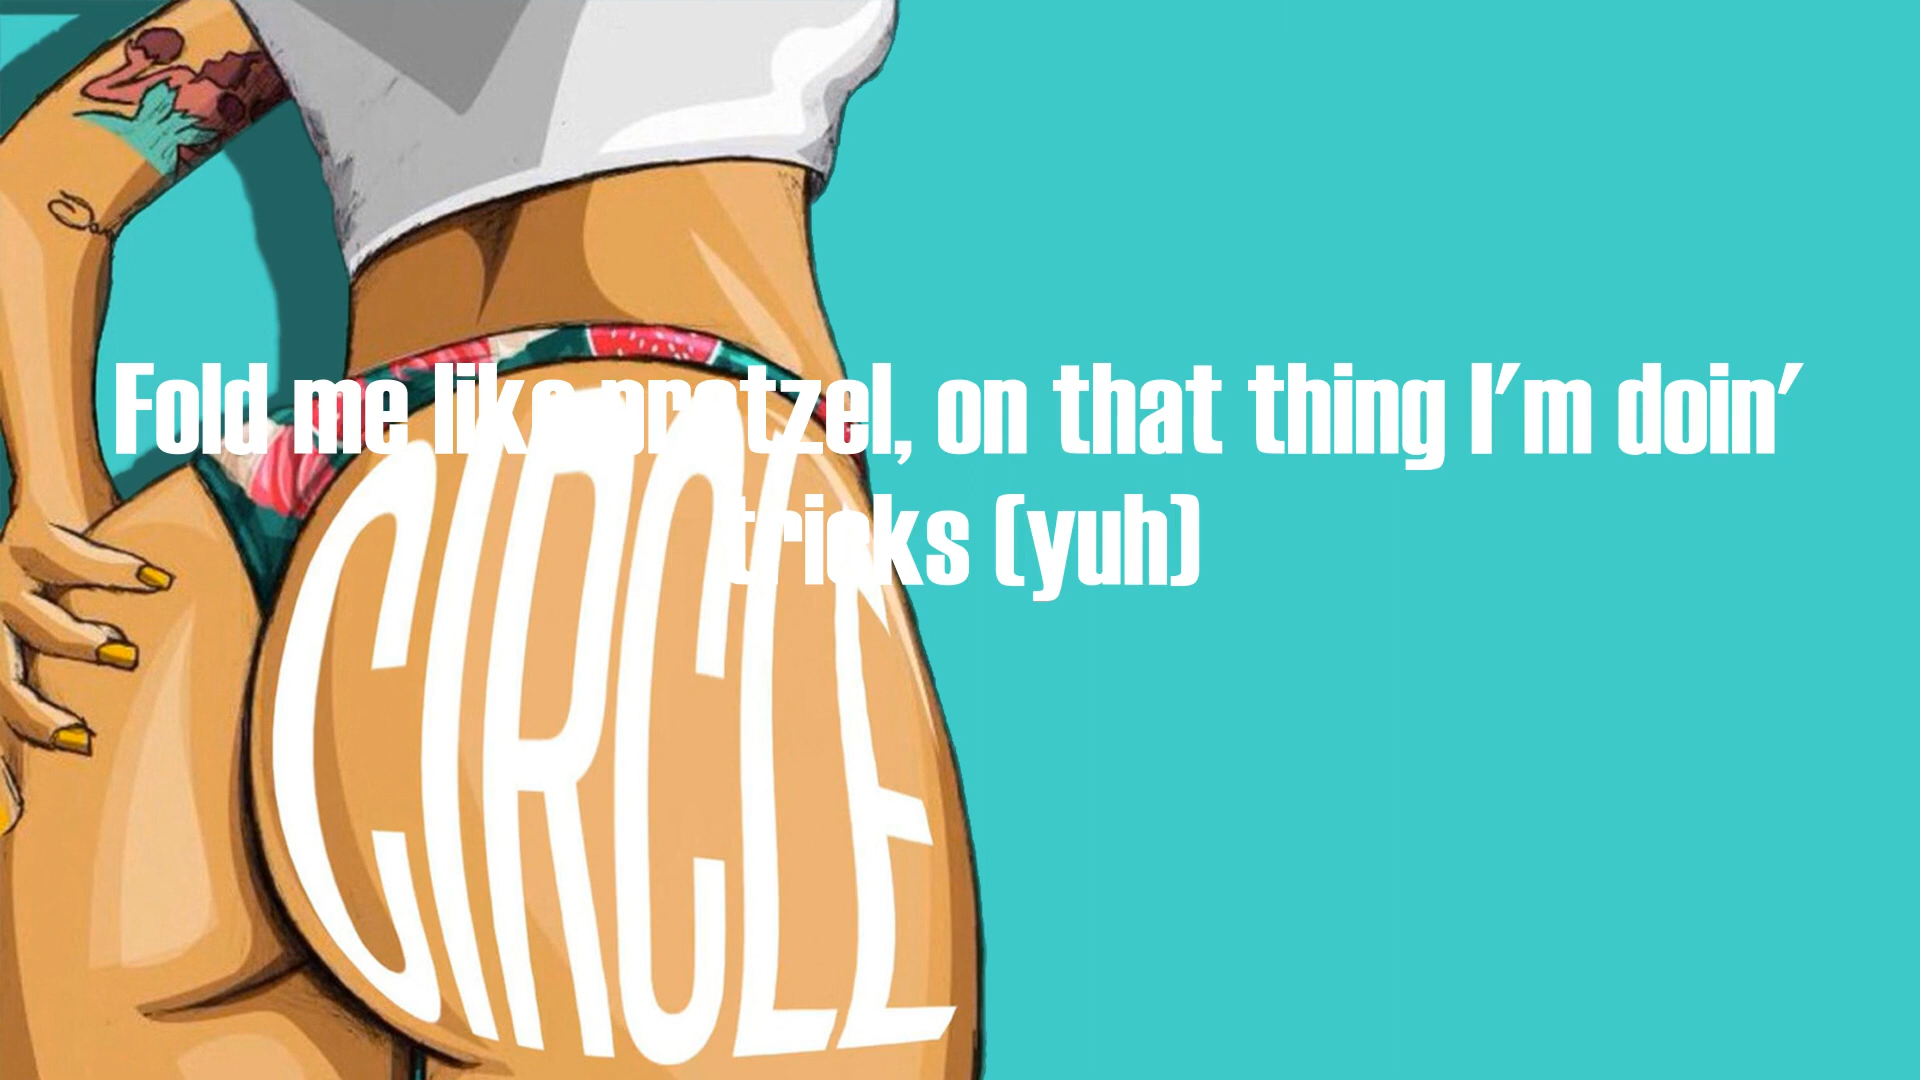 Fold me like pretzel, on that thing I'm doin'
tricks (yuh)
CIRCLE